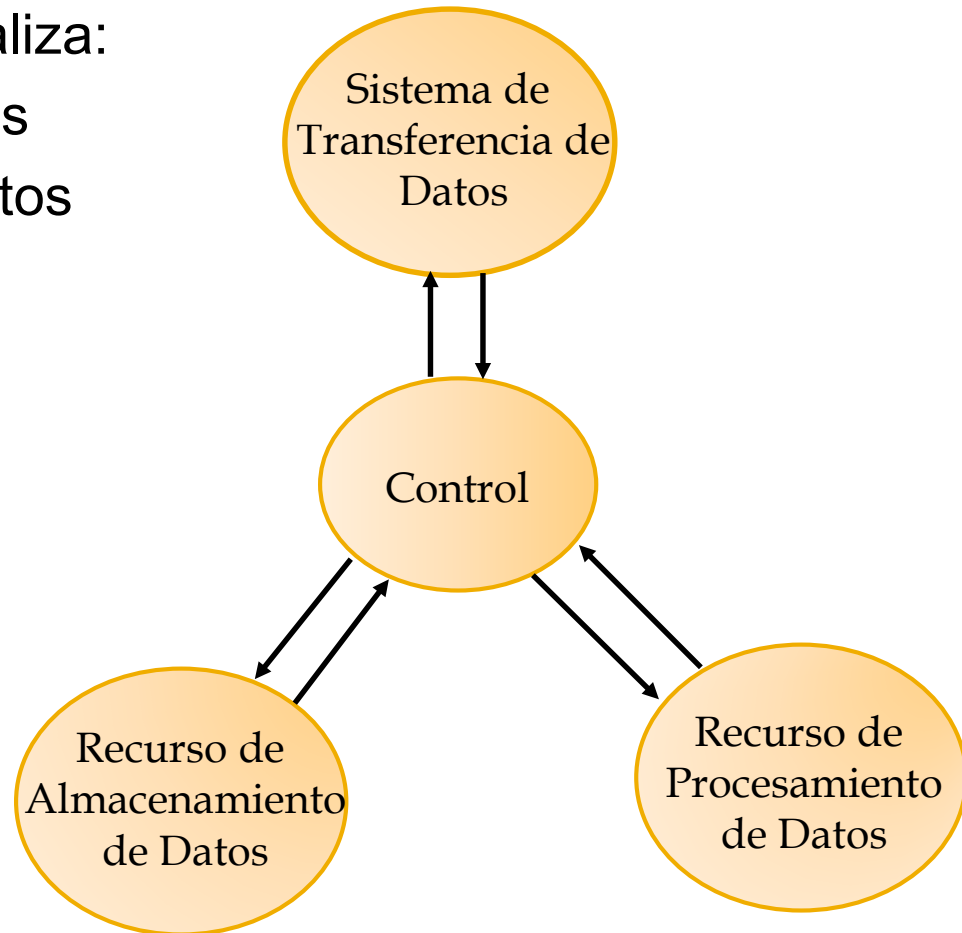 aliza:
s
tos
Sistema de
Transferencia de
Datos
Control
Recurso de
Almacenamiento
de Datos
Recurso de
Procesamiento
de Datos